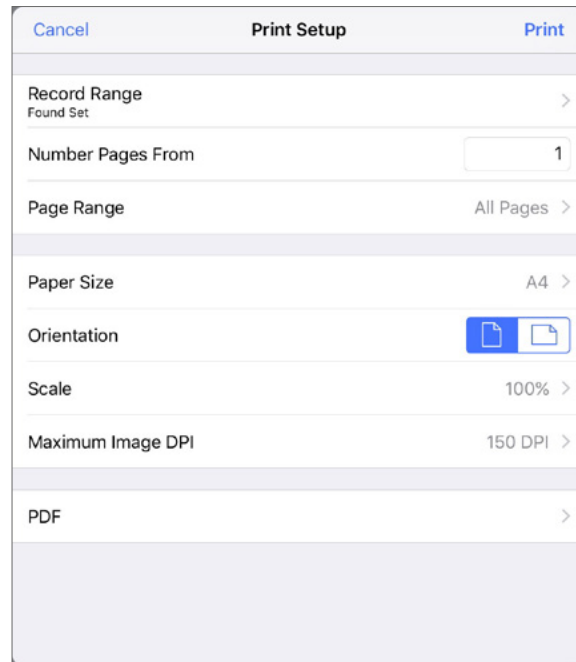 Cancel Print Setup Print
Record Range
Found Set
Number Pages From 1
Page Range All Pages
Paper Size A4
Orientation
Scale 100%
Maximum Image DPI 150 DPI
PDF